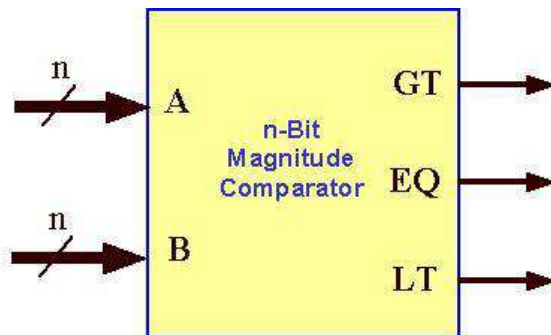 n
A
n
B
n-Bit
Magnitude
Comparator
GT
EQ
LT